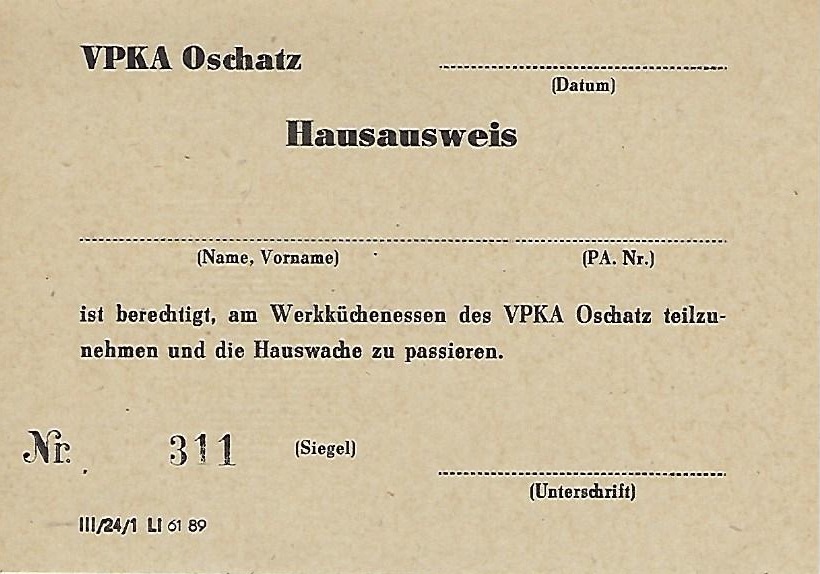 VPKA Oschatz
(Datum)
Hausausweis
(Name, Vorname) (PA. Nr.)
ist berechtigt, am Werkküchenessen des VPKA Oschatz teilzu-
nehmen und die Hauswache zu passieren.
Nr. 311 (Siegel)
(Unterschrift)
III/24/1 LI 61 89